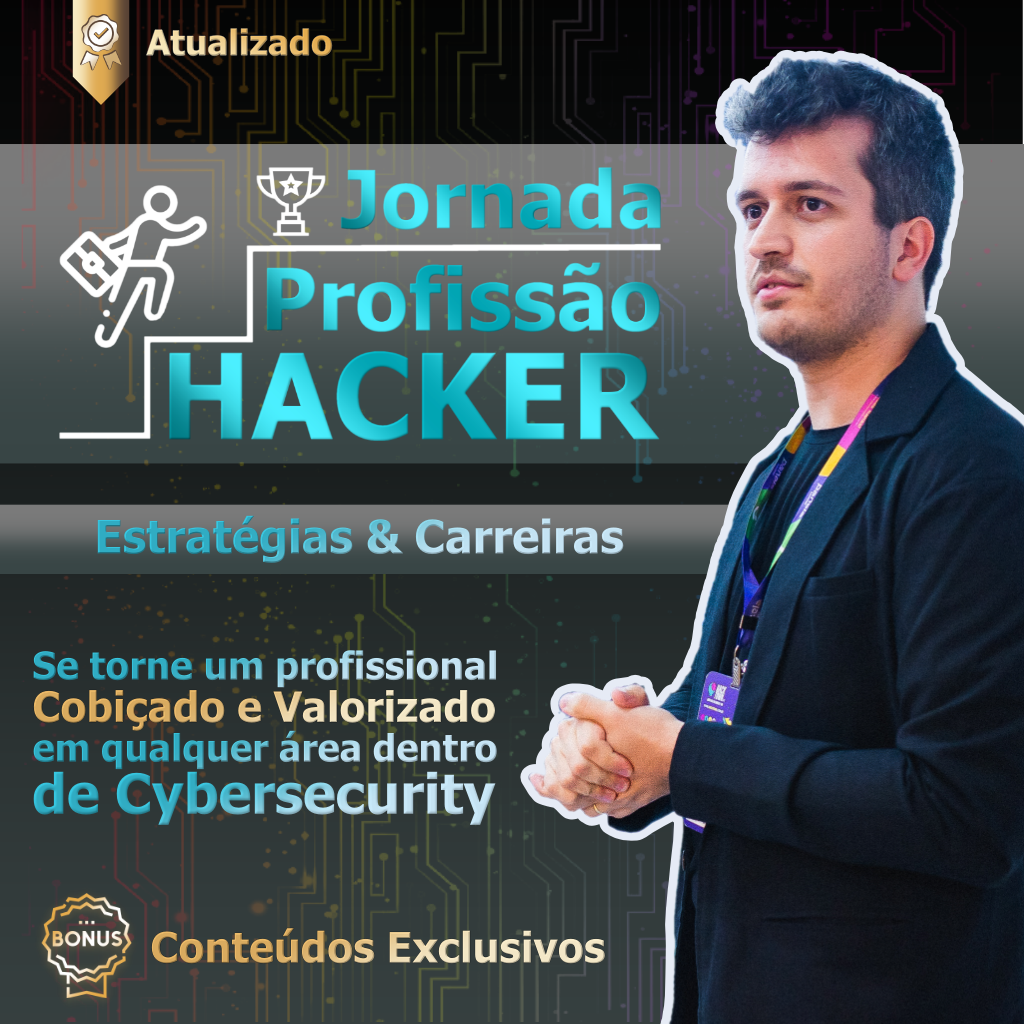 Atualizado
Jornada
Profissão
HACKER
Estratégias & Carreiras
Se torne um profissional
Cobiçado e Valorizado
em qualquer área dentro
de Cybersecurity
BONUS
Conteúdos Exclusivos